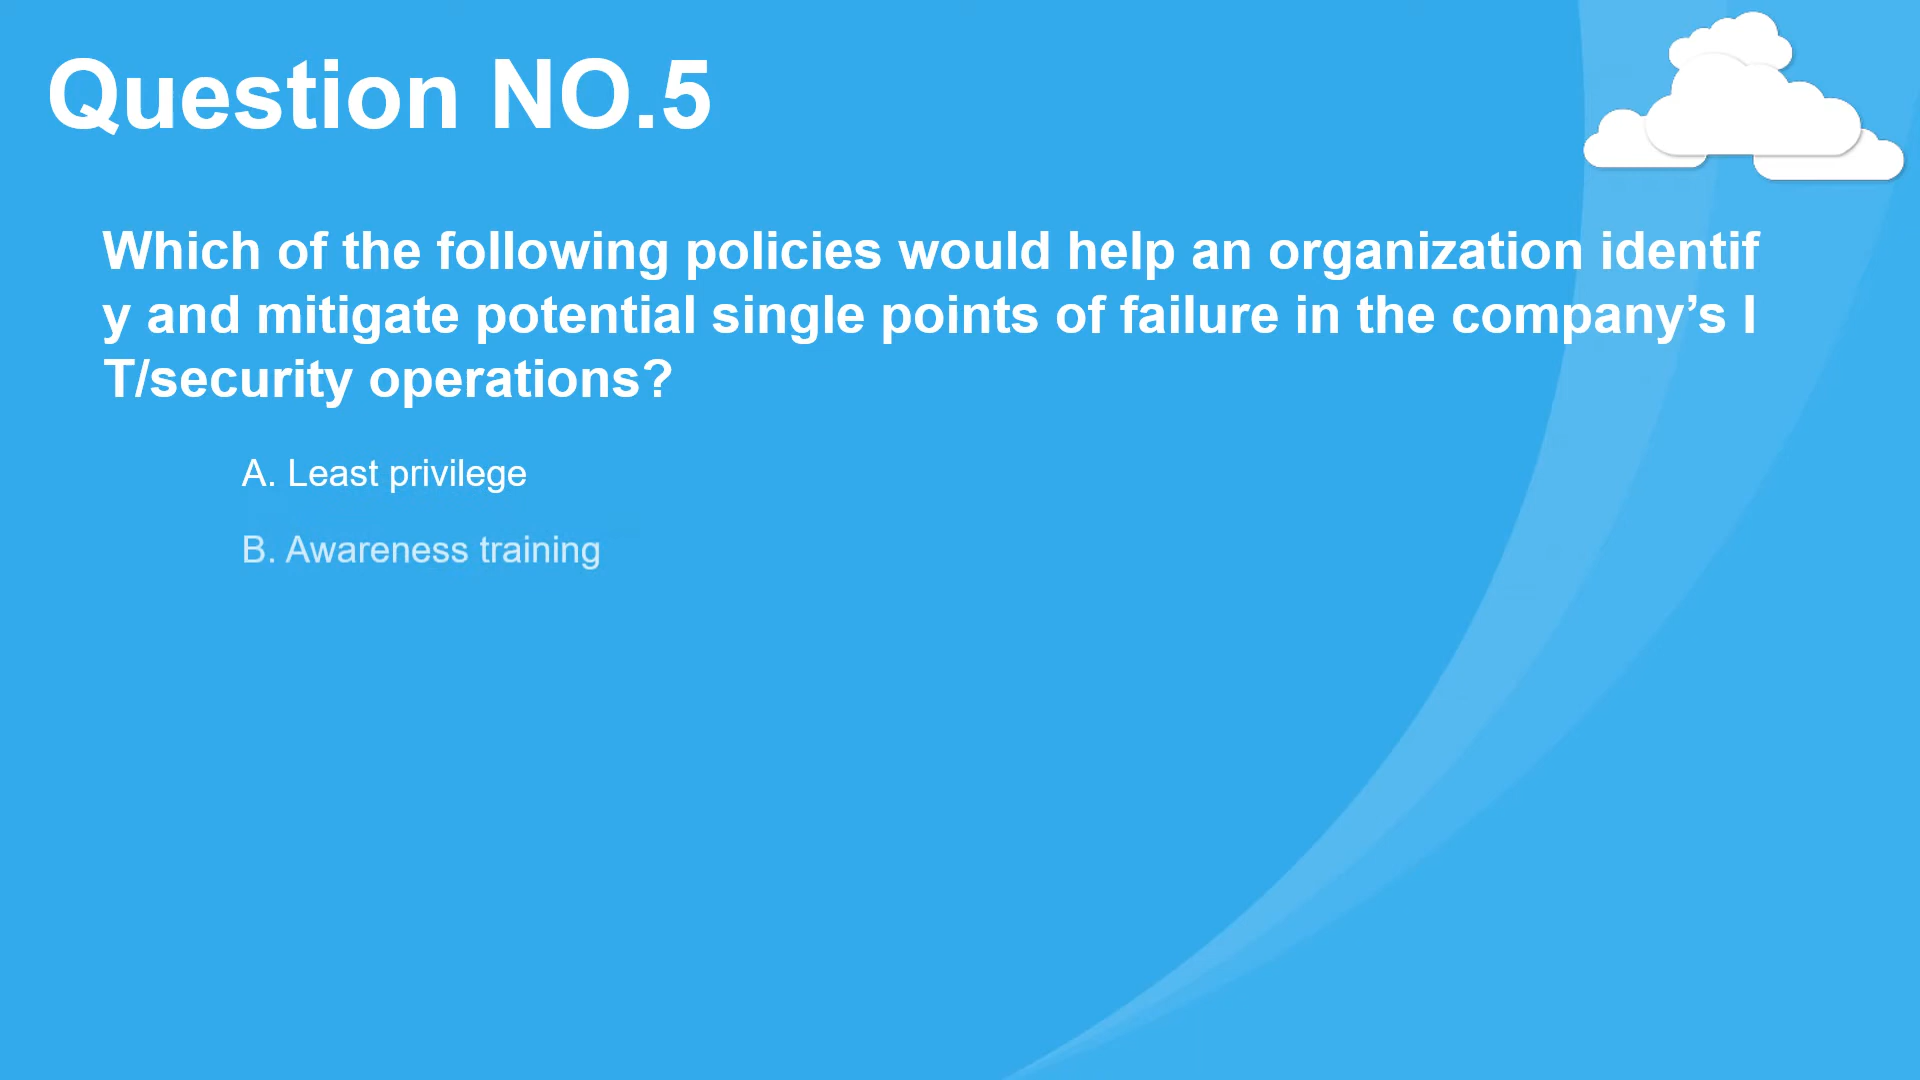 Question NO.5
Which of the following policies would help an organization identif
y and mitigate potential single points of failure in the company’s I
T/security operations?
A. Least privilege
B. Awareness training